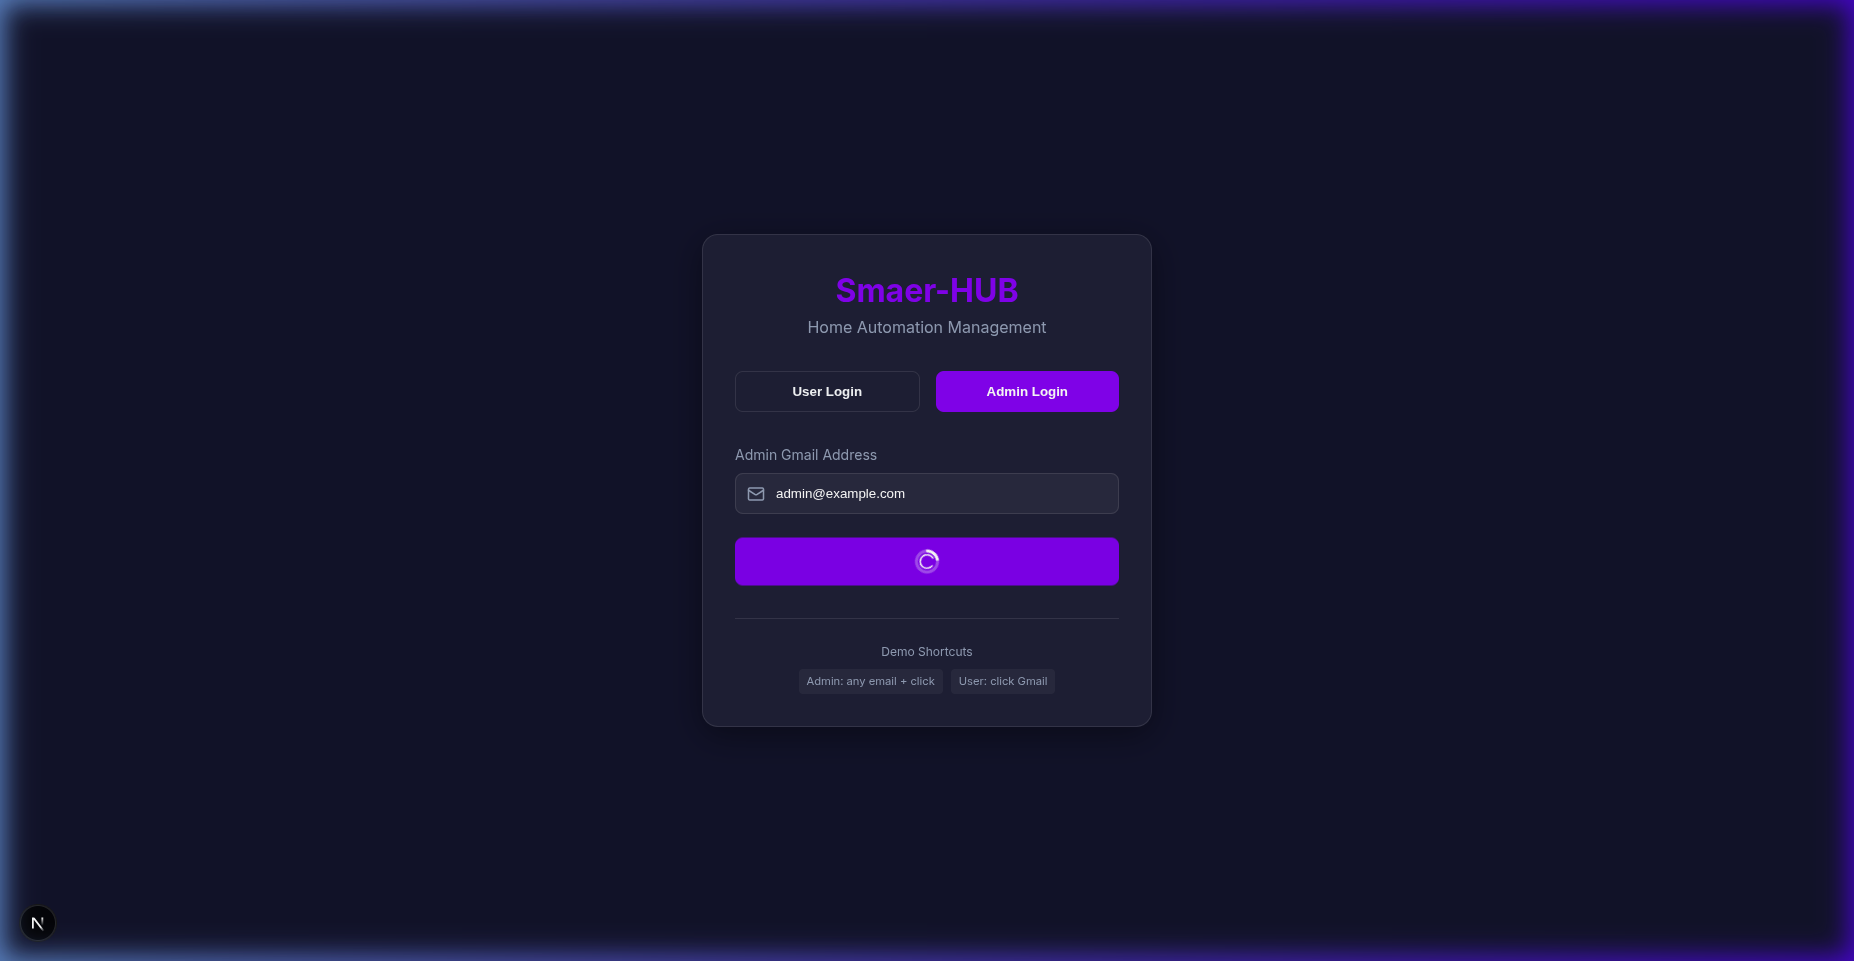 Smaer-HUB
Home Automation Management
User Login
Admin Login
Admin Gmail Address
admin@example.com
Demo Shortcuts
Admin: any email + click
User: click Gmail
N